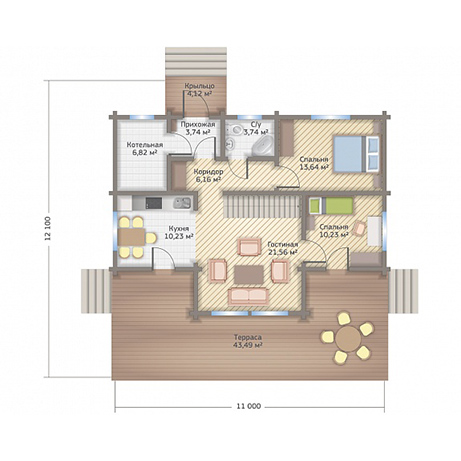 Крыльцо
4,12 м²
Прихожая
3,74 м²
С/у
3,74 м²
Котельная
6,82 м²
Спальня
13,64 м²
Коридор
6,16 м²
Кухня
10,23 м²
Гостиная
21,56 м²
Спальня
10,23 м²
Терраса
43,49 м²
12 100
11 000